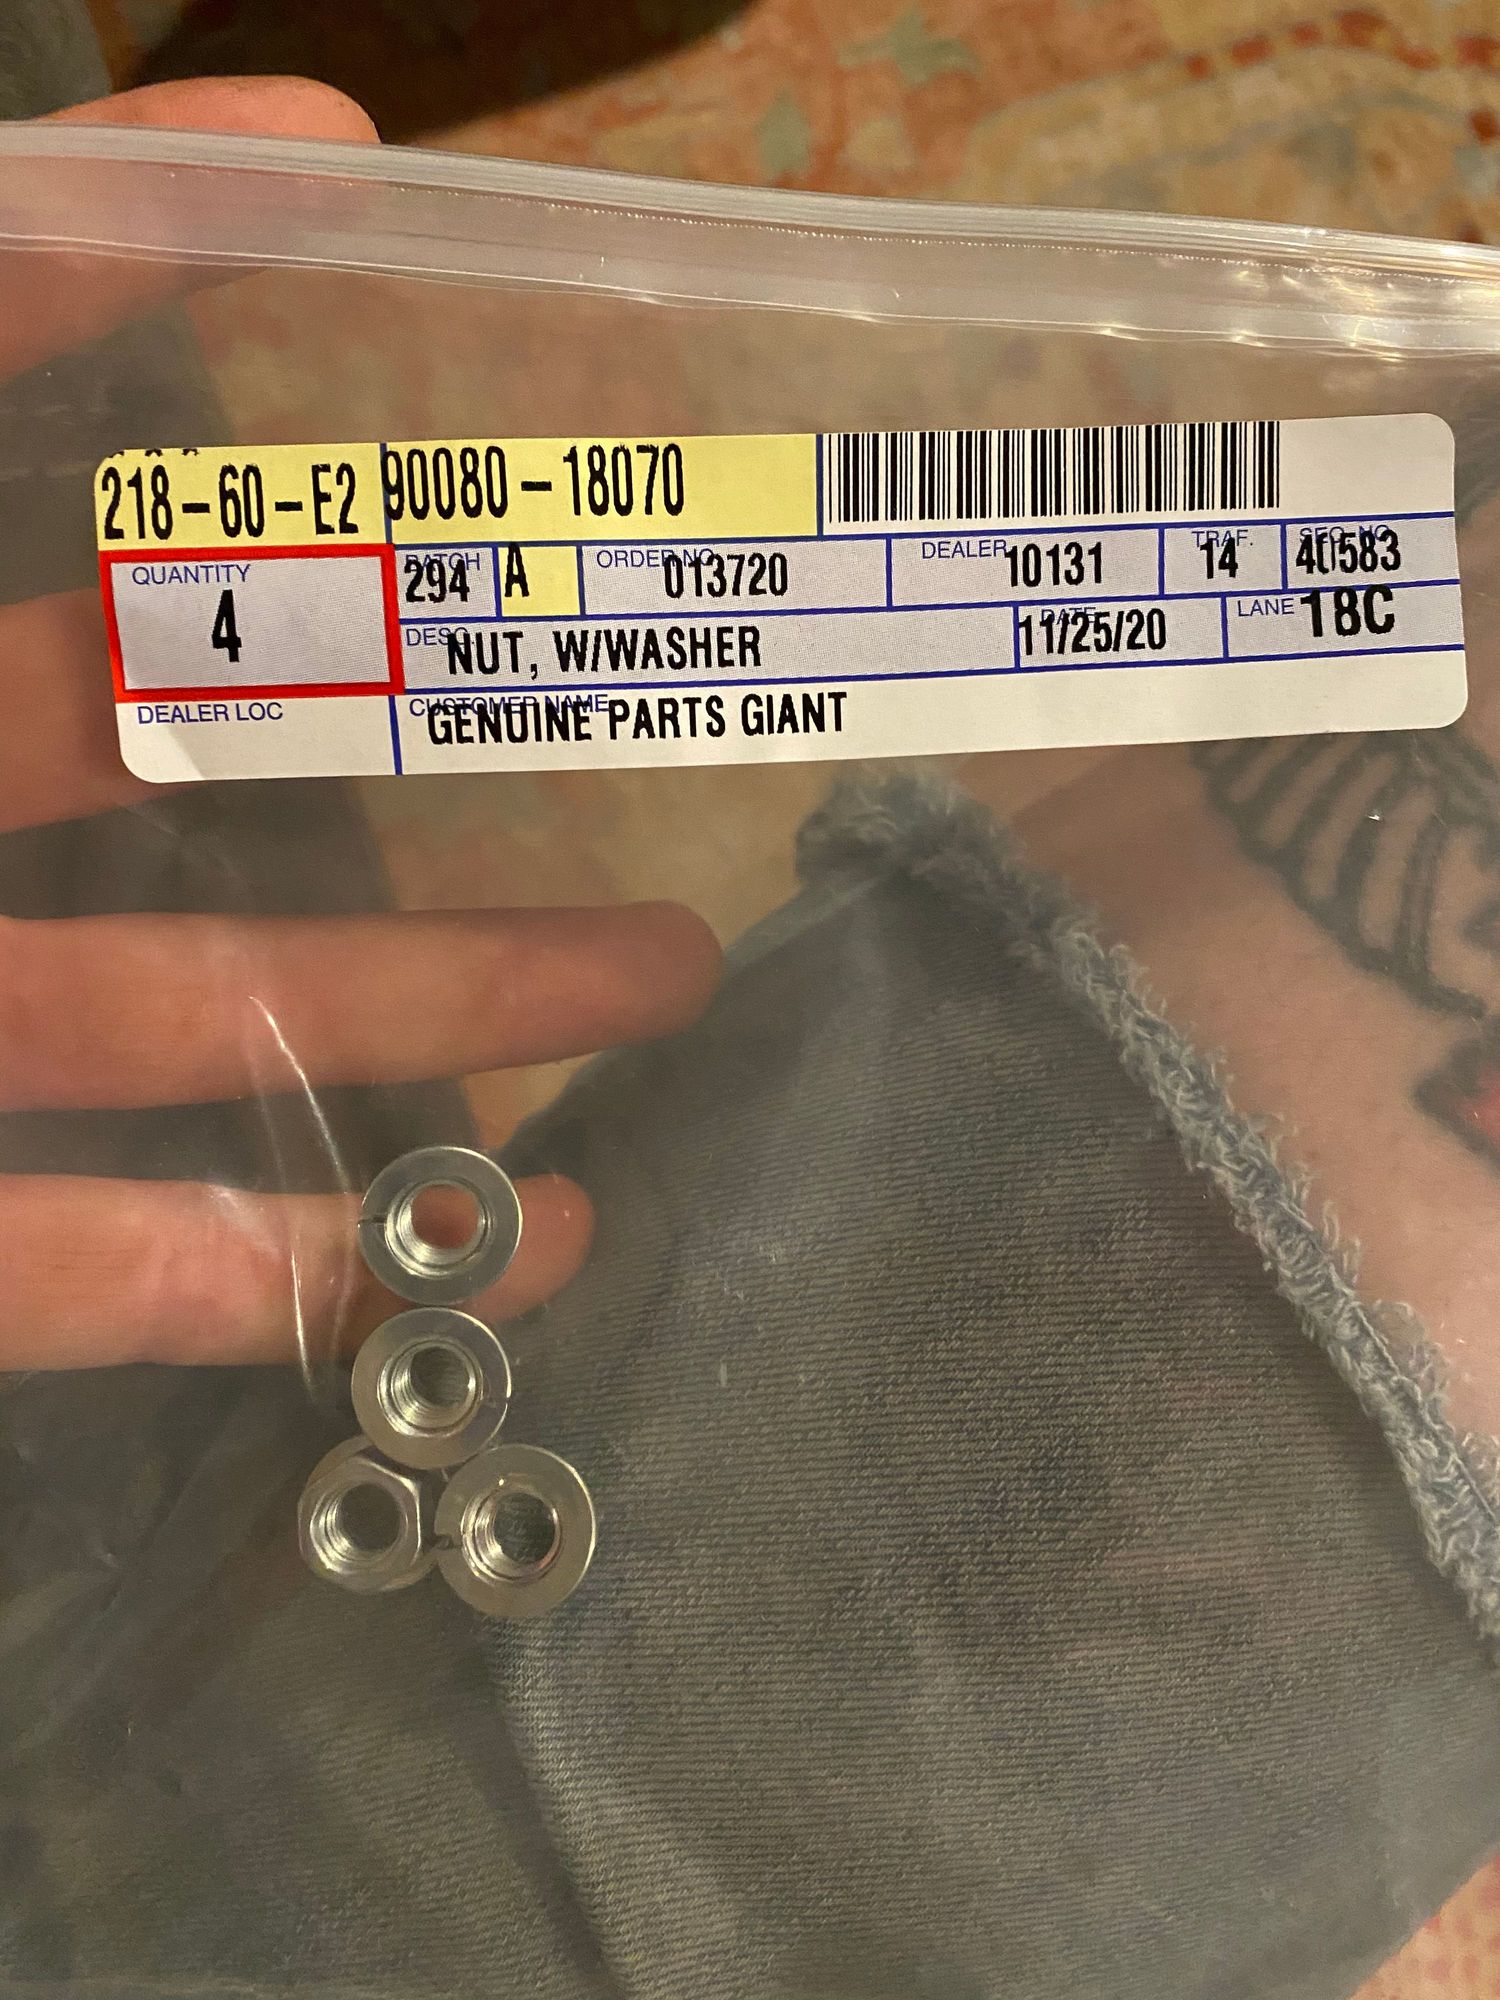 218-60-E2 90080-18070
QUANTITY 4
BATCH 294 A ORDER NO. 013720 DEALER 10131 TRAF. 14 SEQ. NO. 40583
DESC. NUT, W/WASHER DATE 11/25/20 LANE 18C
DEALER LOC CUSTOMER NAME GENUINE PARTS GIANT